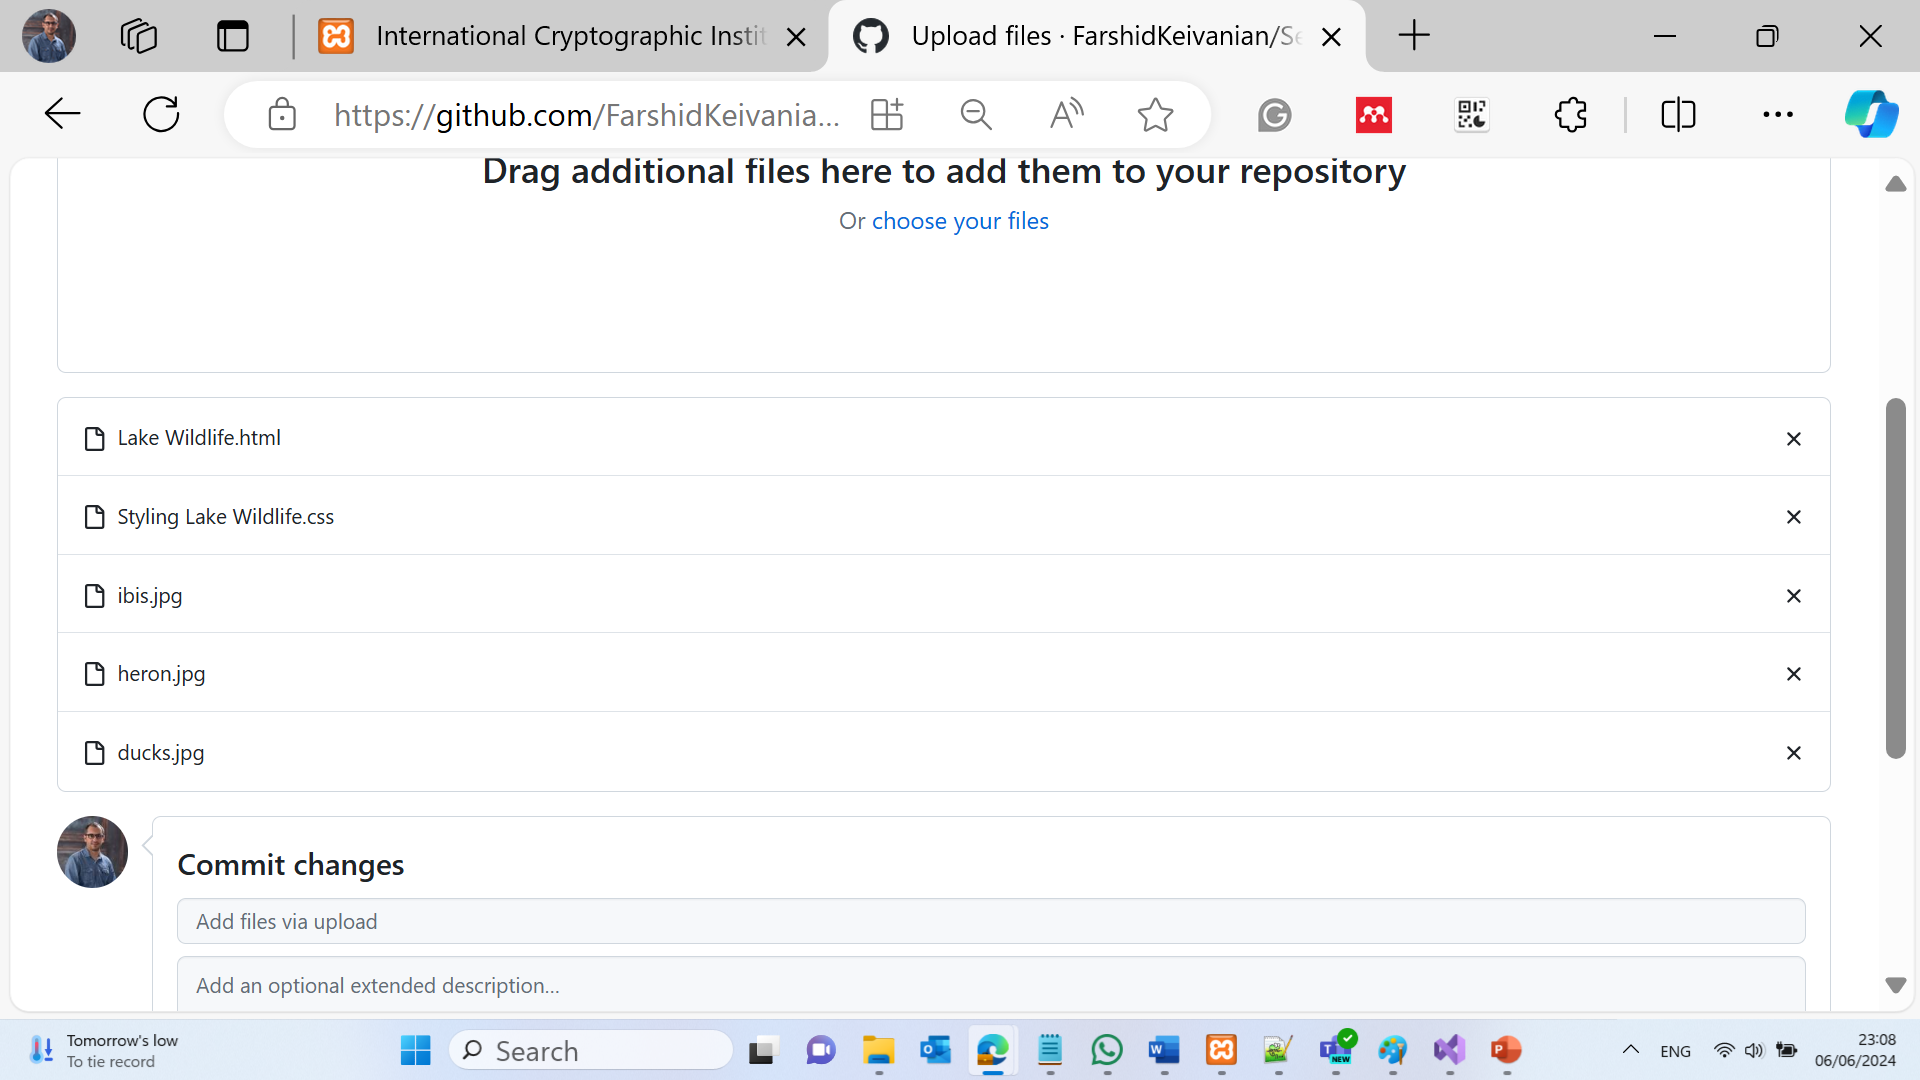 International Cryptographic Instit
Upload files · FarshidKeivanian/Se
https://github.com/FarshidKeivania...
Drag additional files here to add them to your repository
Or choose your files
Lake Wildlife.html
Styling Lake Wildlife.css
ibis.jpg
heron.jpg
ducks.jpg
Commit changes
Add files via upload
Add an optional extended description...
Tomorrow's low
To tie record
Search
NEW
ENG
23:08
06/06/2024